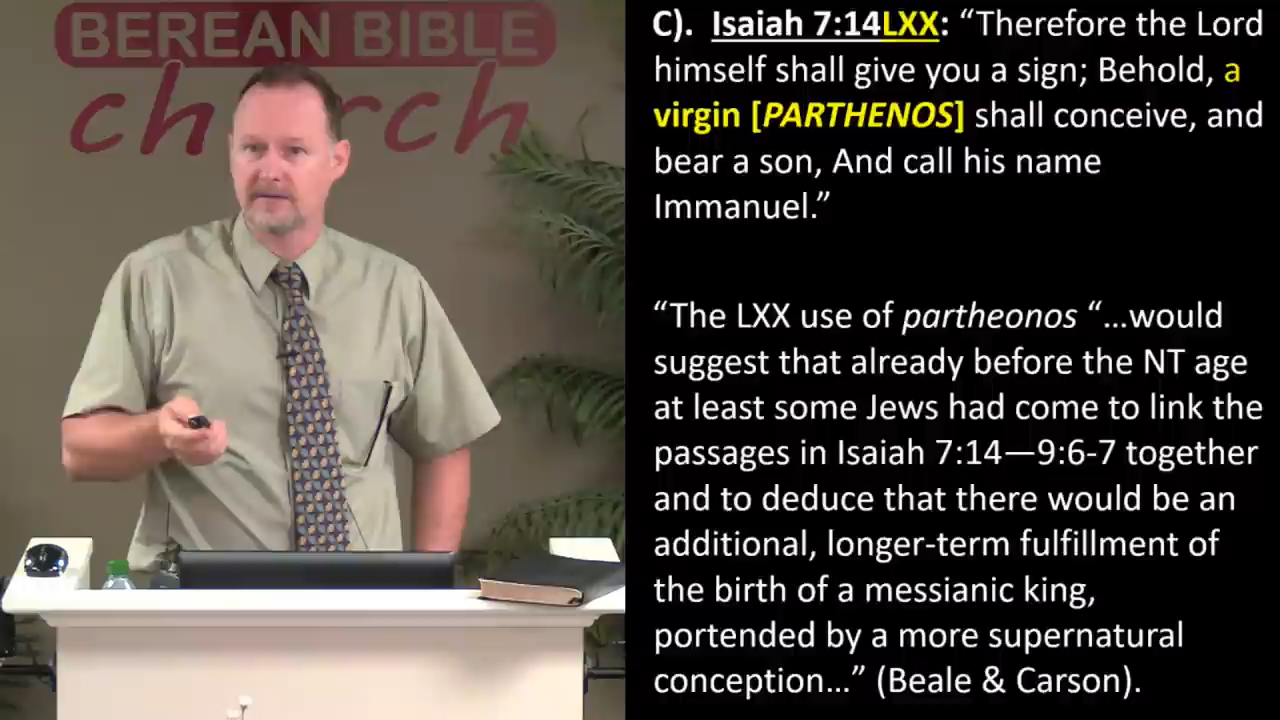 BEREAN BIBLE
church
C). Isaiah 7:14LXX: “Therefore the Lord
himself shall give you a sign; Behold, a
virgin [PARTHENOS] shall conceive, and
bear a son, And call his name
Immanuel.”
“The LXX use of partheonos “…would
suggest that already before the NT age
at least some Jews had come to link the
passages in Isaiah 7:14—9:6-7 together
and to deduce that there would be an
additional, longer-term fulfillment of
the birth of a messianic king,
portended by a more supernatural
conception…” (Beale & Carson).